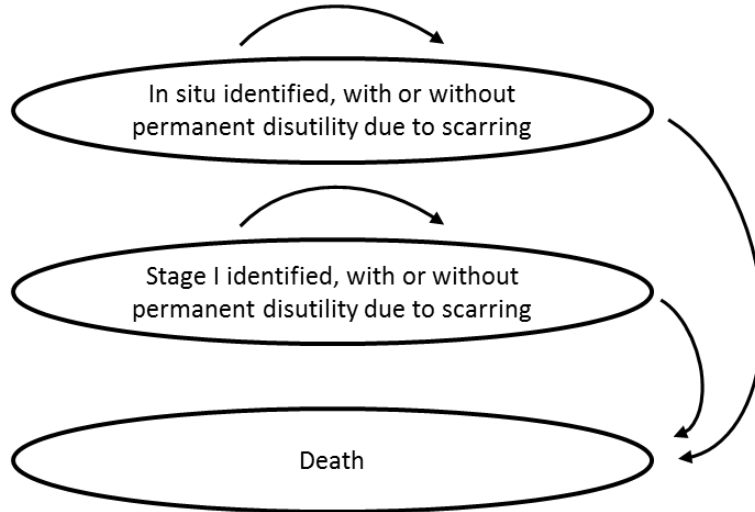 In situ identified, with or without
permanent disutility due to scarring
Stage I identified, with or without
permanent disutility due to scarring
Death